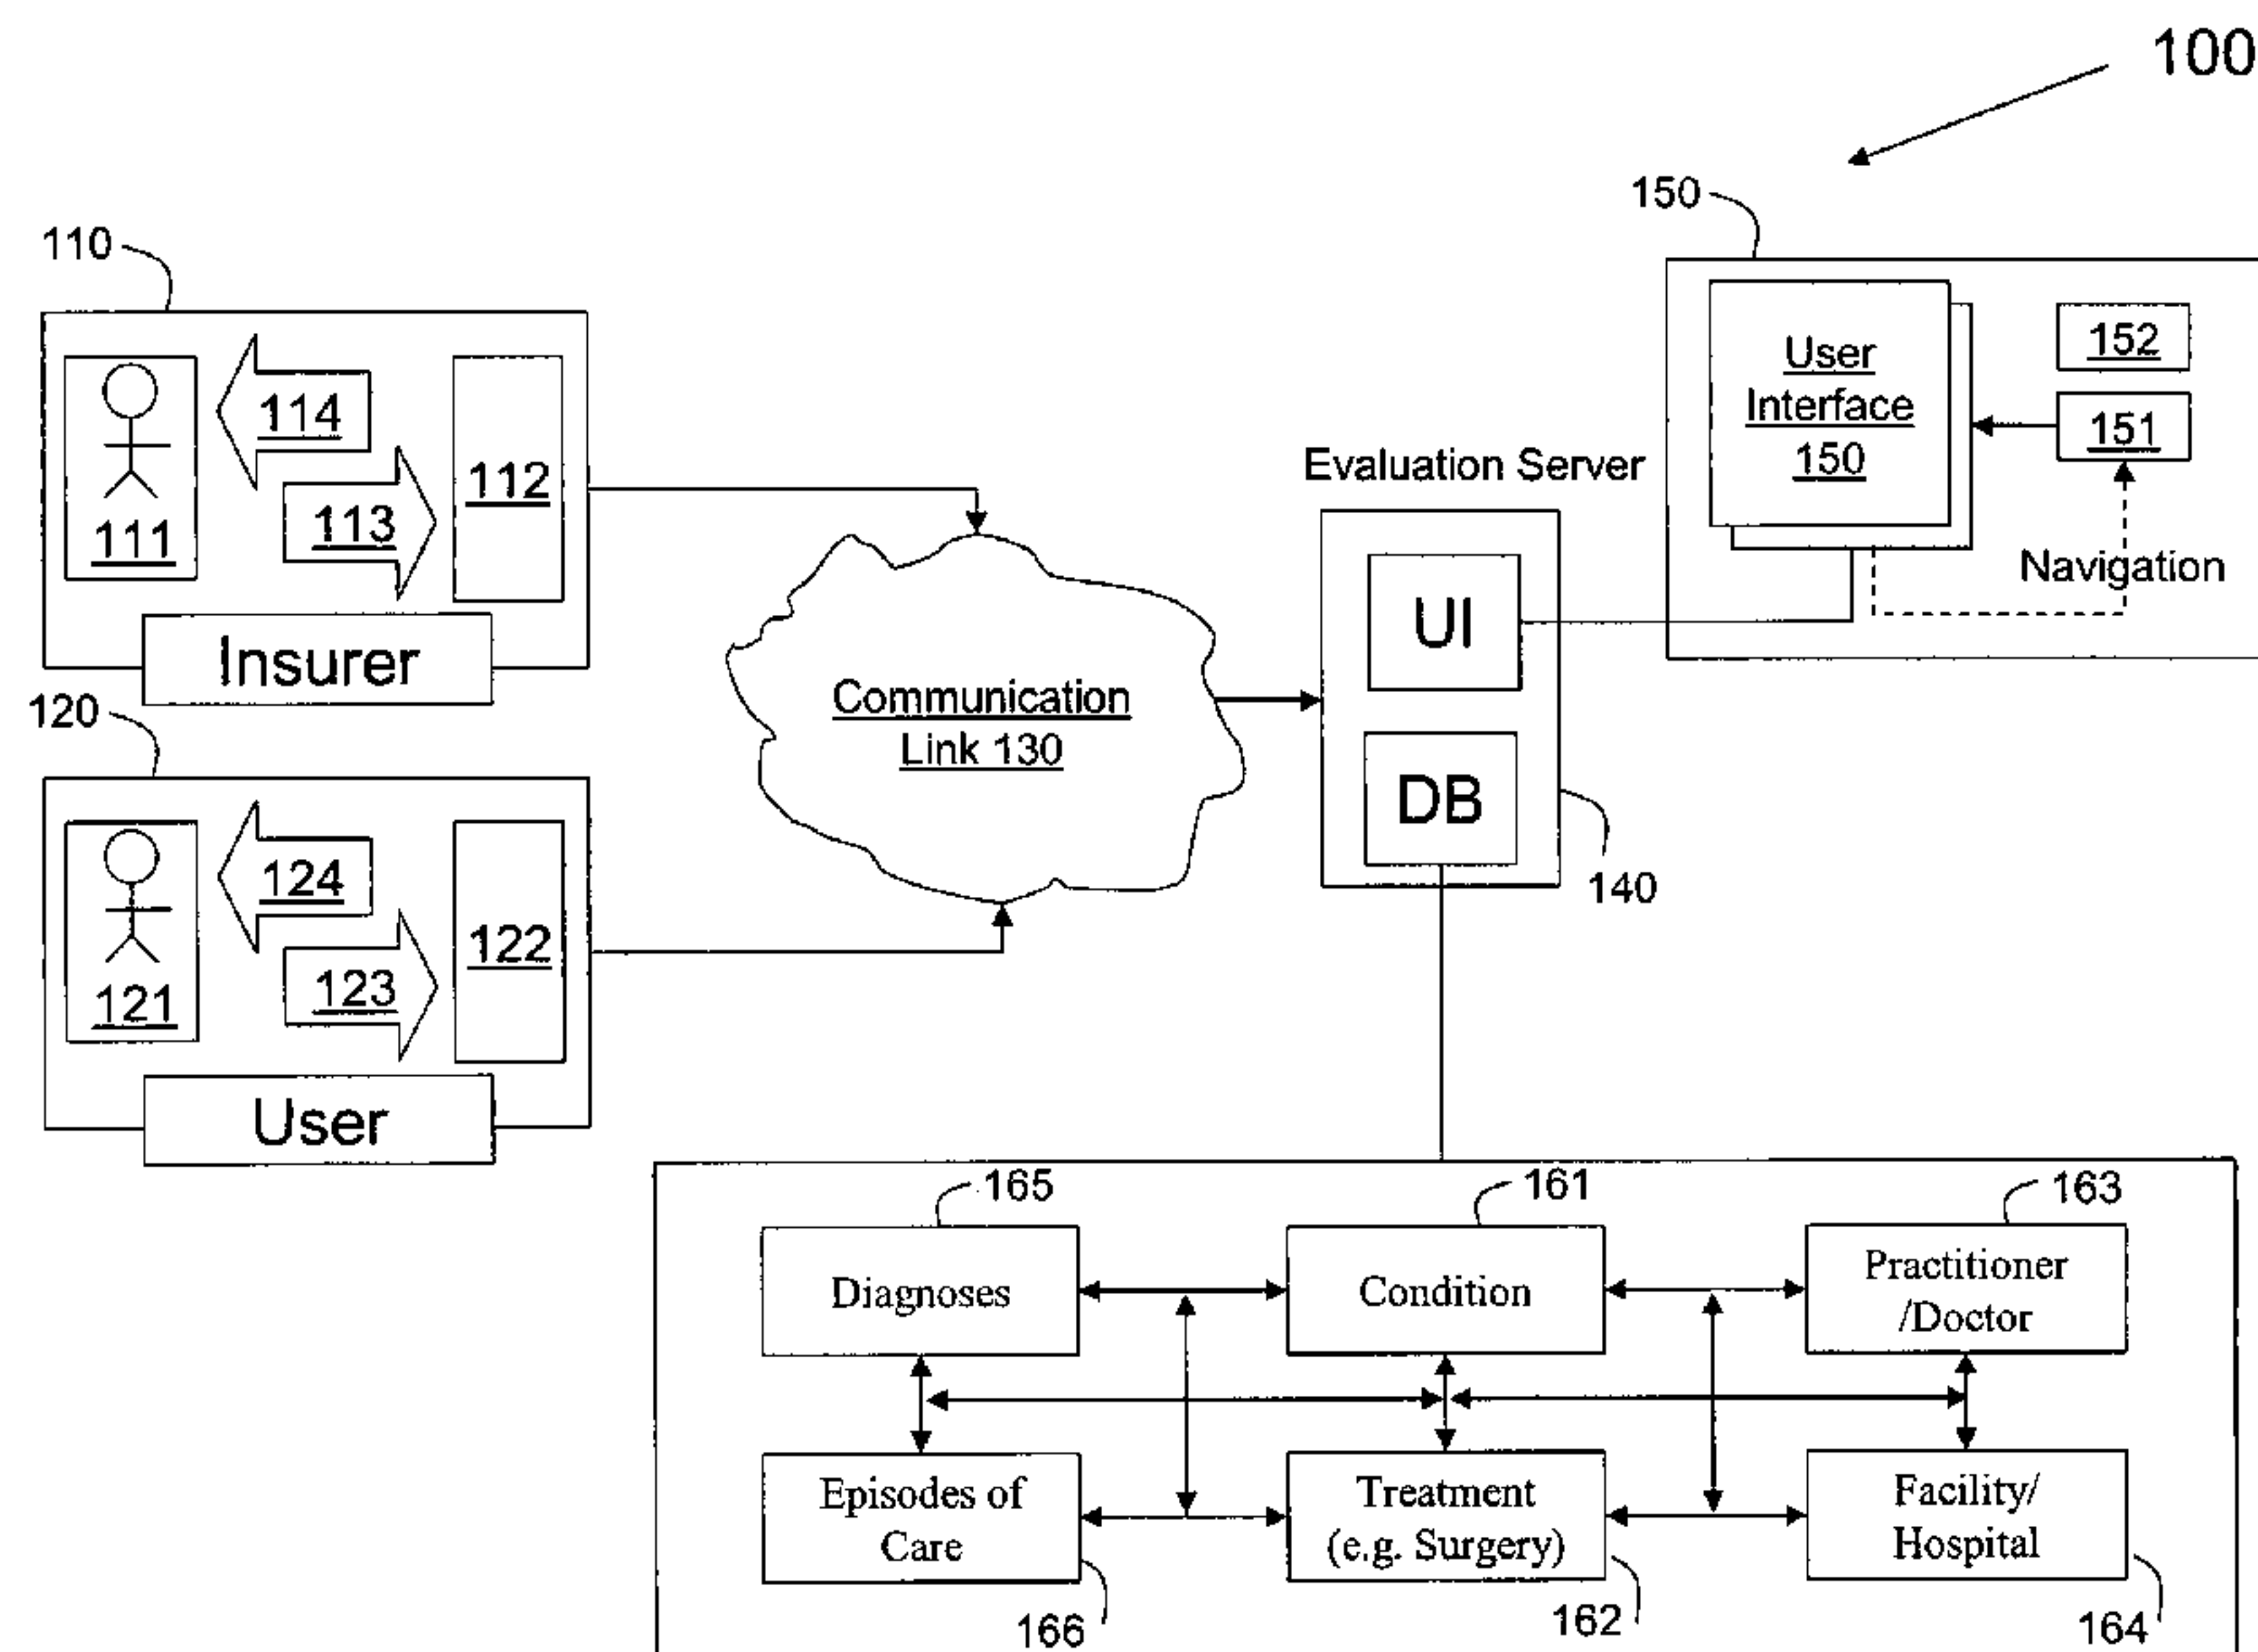 100
150
110
User
Interface
150
152
151
Navigation
114
113
111
112
Insurer
Evaluation Server
UI
DB
140
Communication
Link 130
120
124
123
121
122
User
165
161
163
Diagnoses
Condition
Practitioner
/Doctor
Episodes of
Care
Treatment
(e.g. Surgery)
Facility/
Hospital
166
162
164